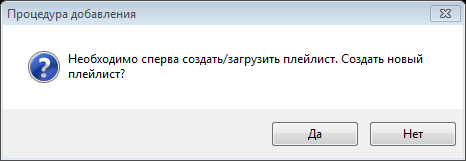 Процедура добавления
Необходимо сперва создать/загрузить плейлист. Создать новый
плейлист?
Да
Нет